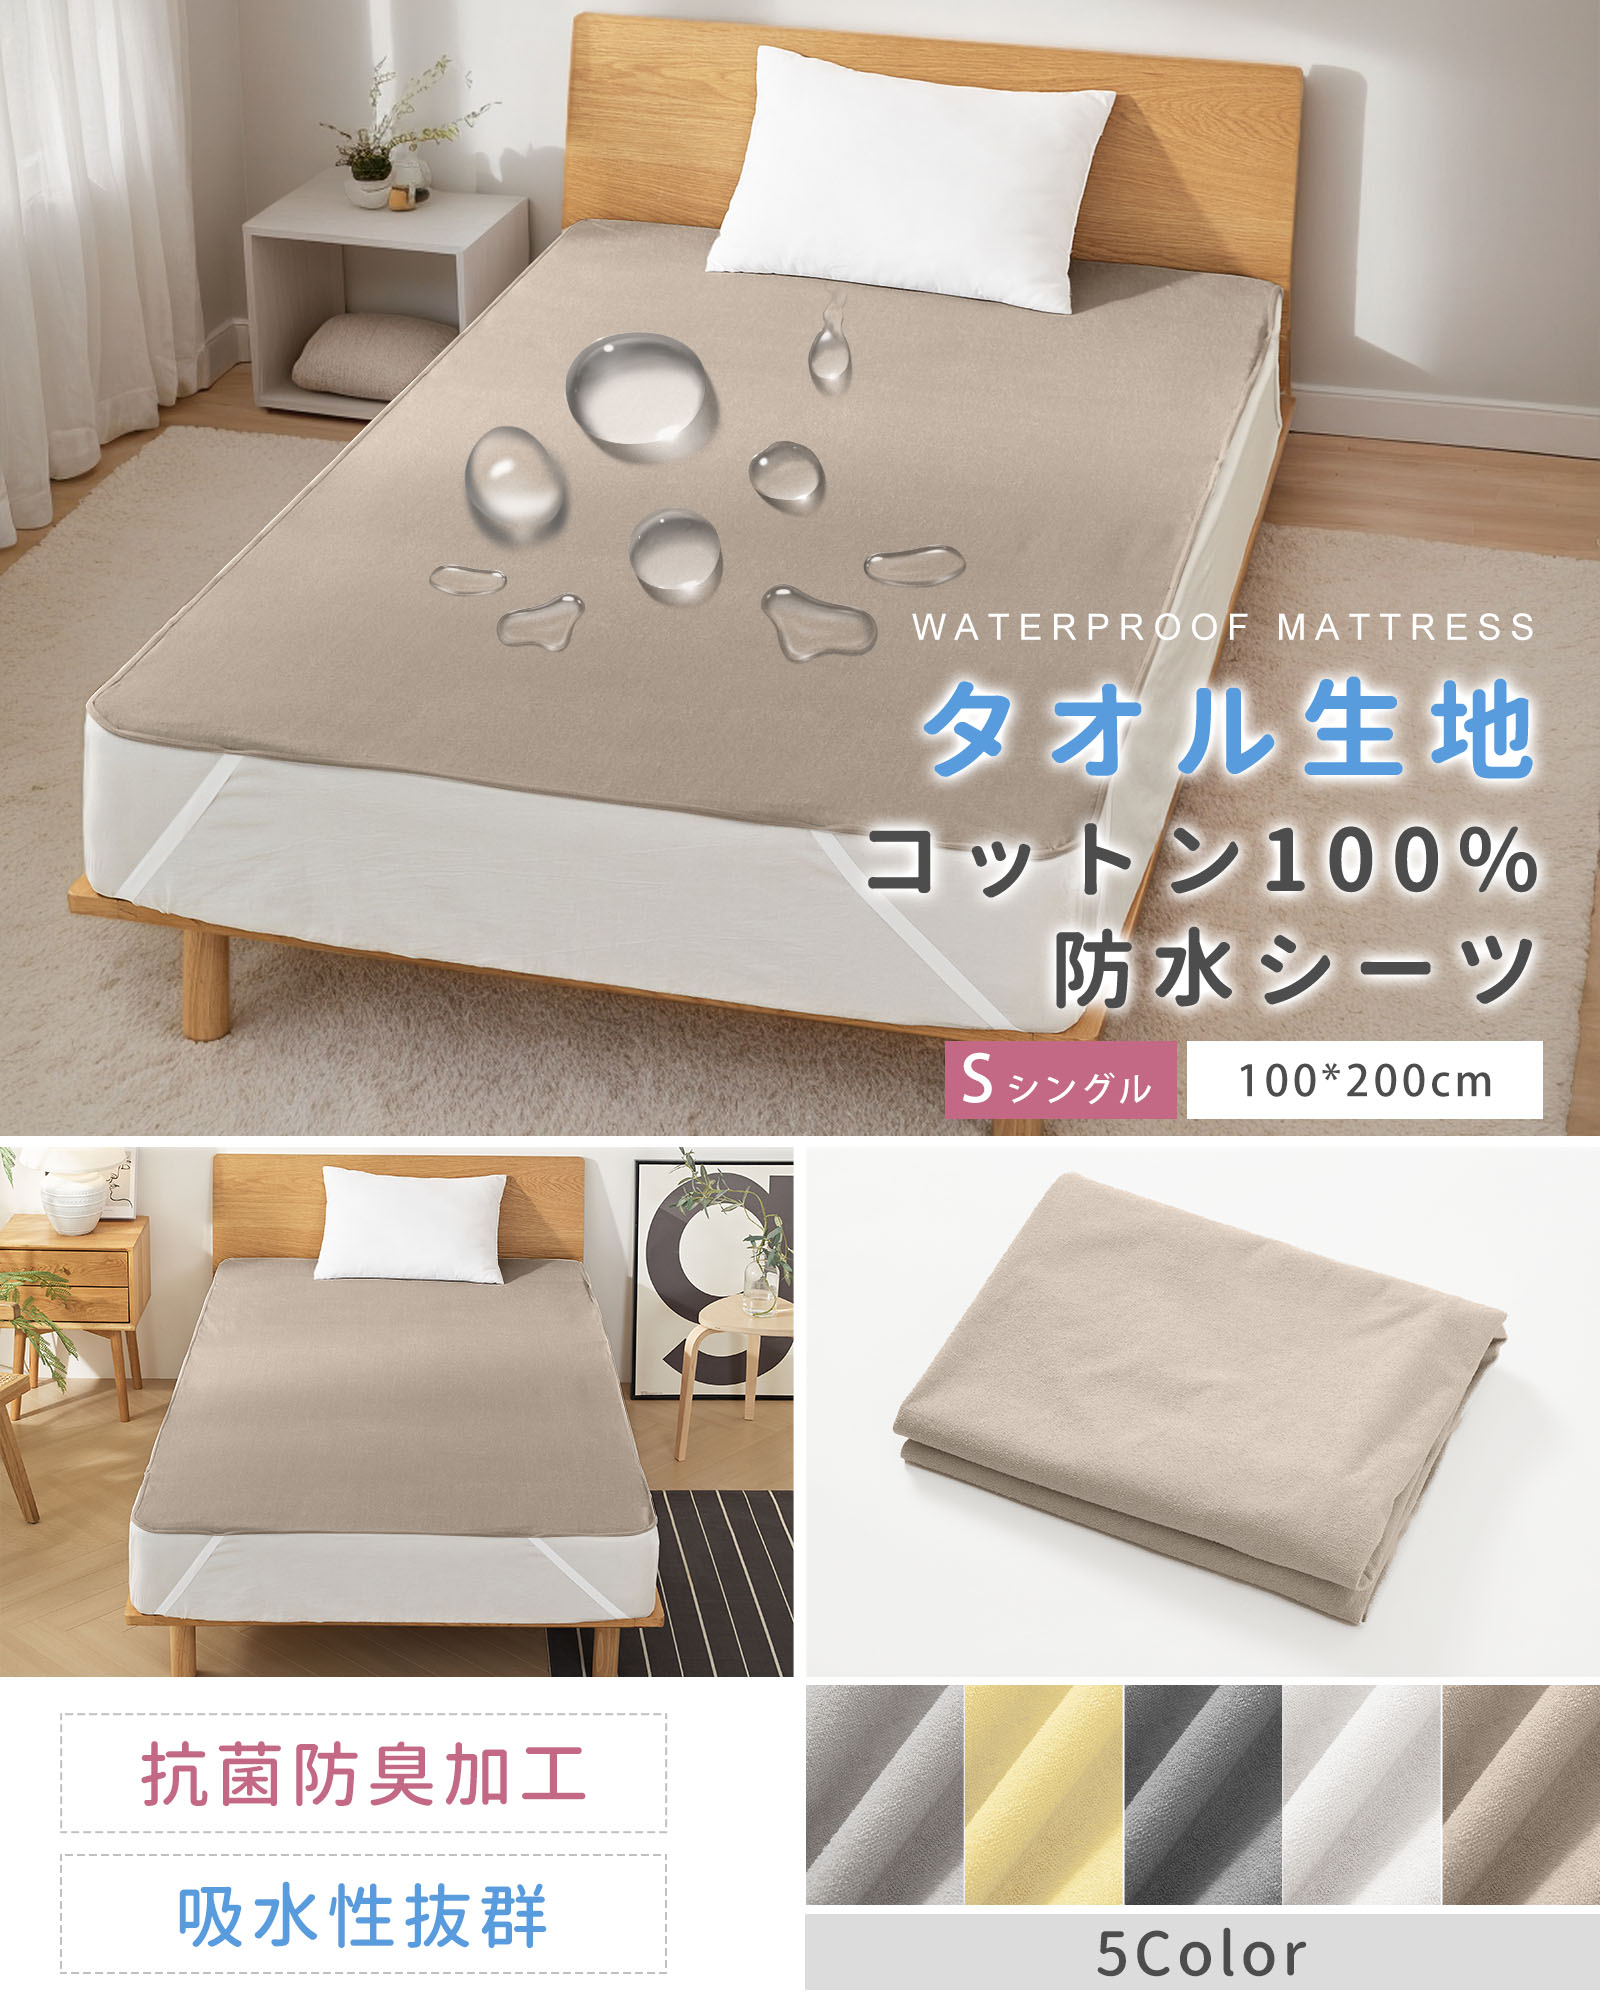 WATERPROOF MATTRESS
タオル生地
コットン100%
防水シーツ
S シングル
100*200cm
抗菌防臭加工
吸水性抜群
5Color